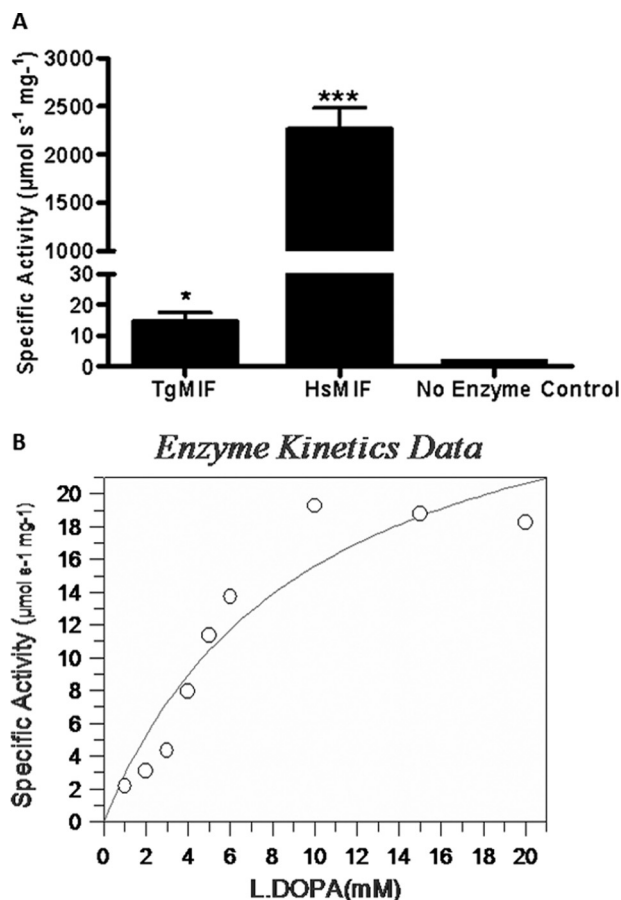 A
Specific Activity (µmol s⁻¹ mg-¹)
3000
2500
2000
1500
1000
30
20
10
0
*
***
TgMIF HsMIF No Enzyme Control
B
Enzyme Kinetics Data
Specific Activity (µmol s-1 mg-1)
20
18
16
14
12
10
8
6
4
2
0
0 2 4 6 8 10 12 14 16 18 20
L.DOPA(mM)